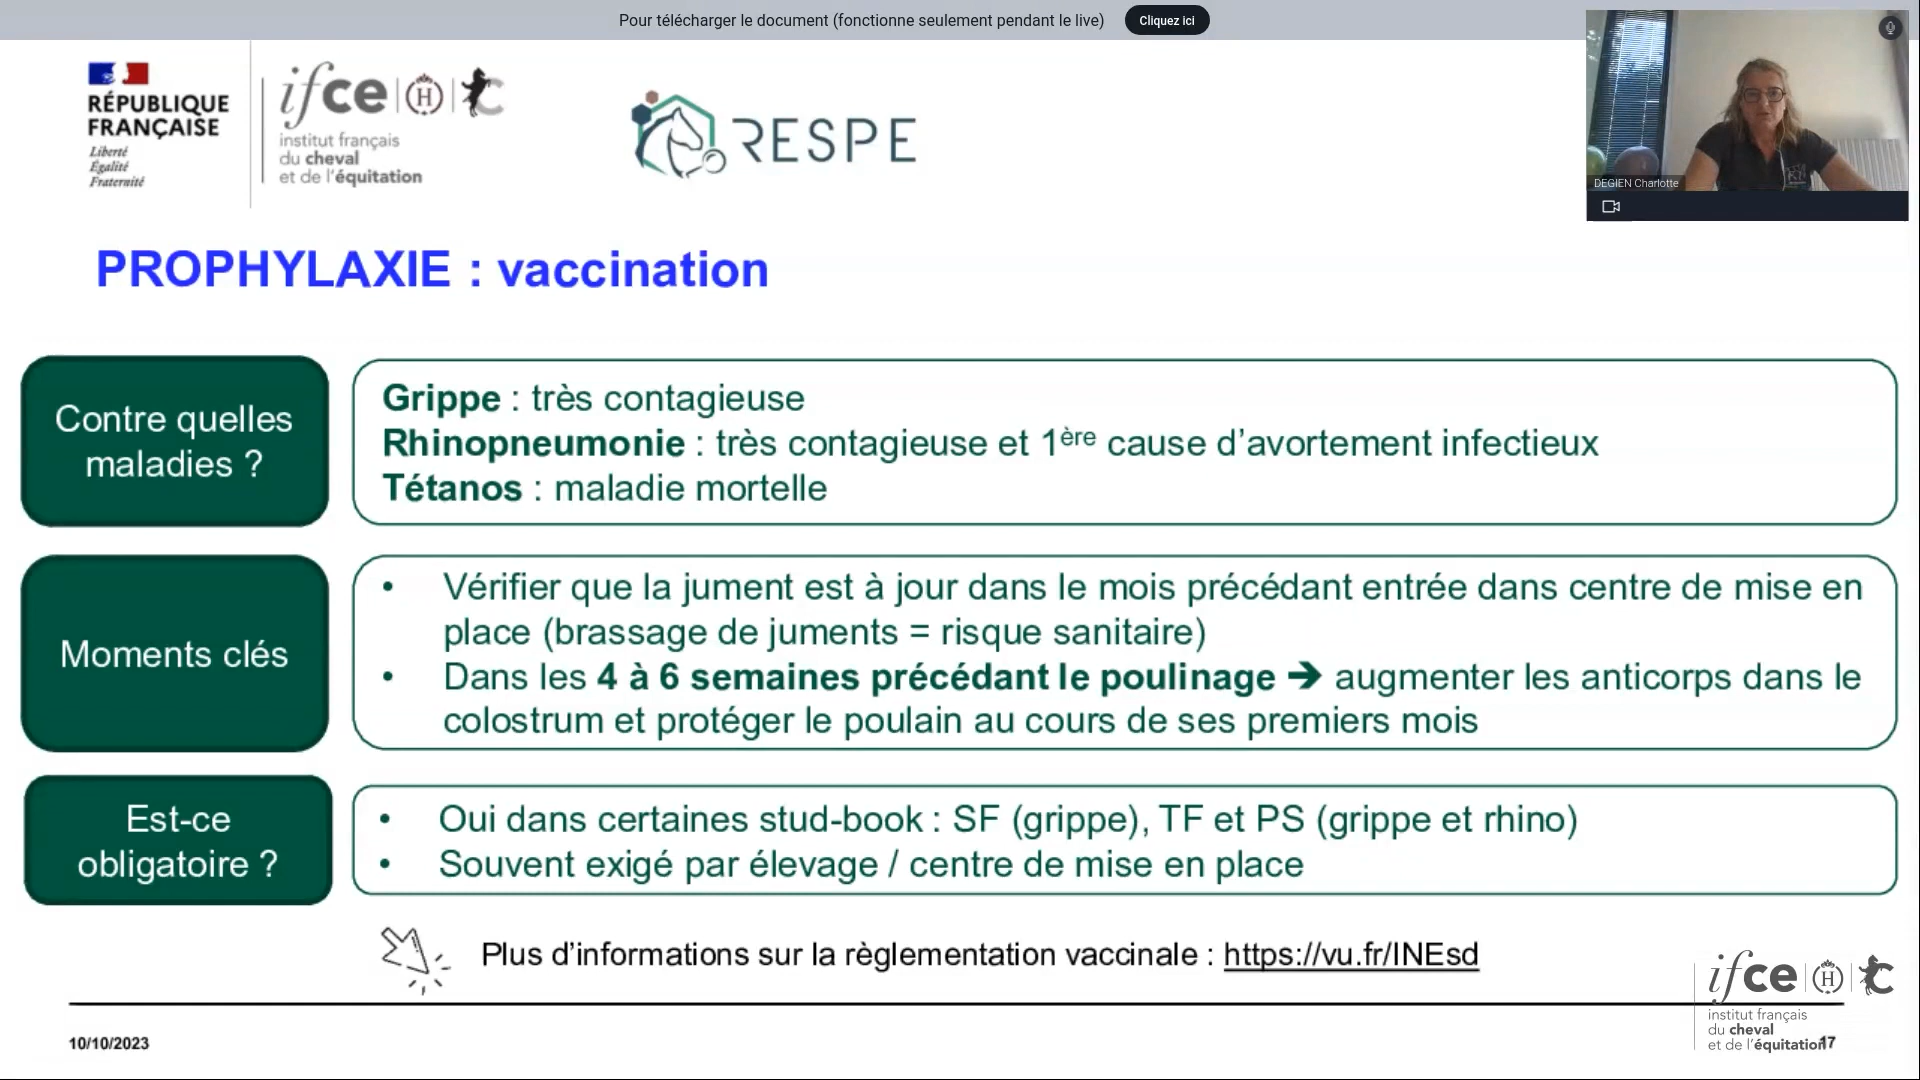 Pour télécharger le document (fonctionne seulement pendant le live)
Cliquez ici
RÉPUBLIQUE
FRANÇAISE
Liberté
Égalité
Fraternité
ifce | H |
institut français
du cheval
et de l'équitation
RESPE
DEGIEN Charlotte
PROPHYLAXIE : vaccination
Contre quelles
maladies ?
Grippe : très contagieuse
Rhinopneumonie : très contagieuse et 1ère cause d'avortement infectieux
Tétanos : maladie mortelle
Moments clés
• Vérifier que la jument est à jour dans le mois précédant entrée dans centre de mise en
place (brassage de juments = risque sanitaire)
• Dans les 4 à 6 semaines précédant le poulinage ➔ augmenter les anticorps dans le
colostrum et protéger le poulain au cours de ses premiers mois
Est-ce
obligatoire ?
• Oui dans certaines stud-book : SF (grippe), TF et PS (grippe et rhino)
• Souvent exigé par élevage / centre de mise en place
Plus d'informations sur la règlementation vaccinale : https://vu.fr/INEsd
10/10/2023
ifce | H |
institut français
du cheval
et de l'équitation
17